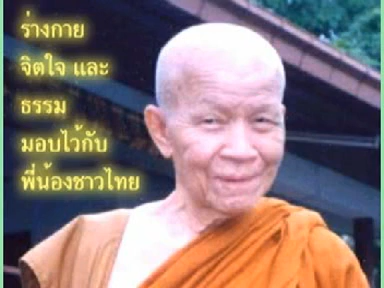 ร่างกาย
จิตใจ และ
ธรรม
มอบไว้กับ
พี่น้องชาวไทย